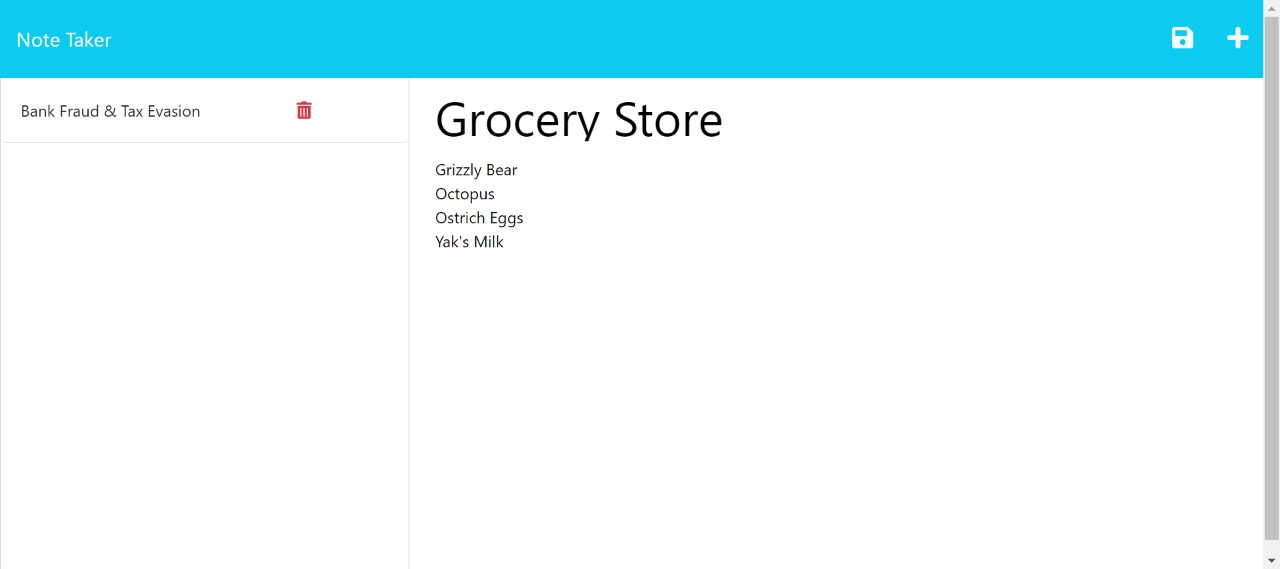 Note Taker
Bank Fraud & Tax Evasion
Grocery Store
Grizzly Bear
Octopus
Ostrich Eggs
Yak's Milk